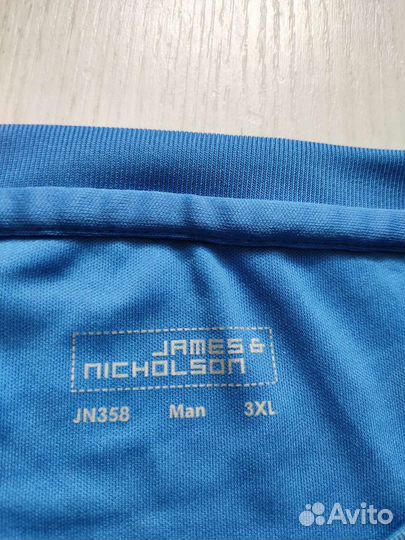 JAMES &
NICHOLSON
JN358 Man 3XL
Avito